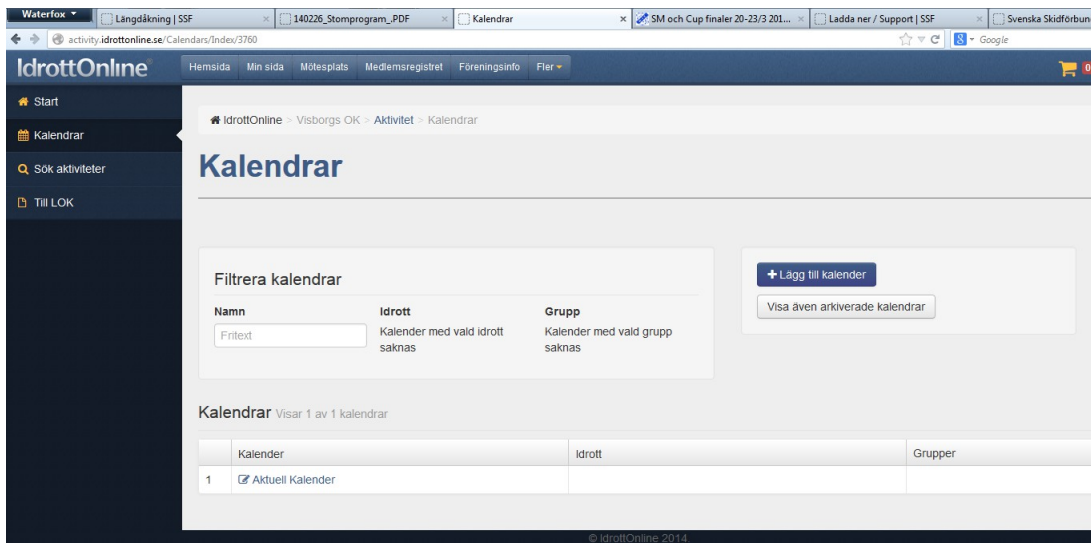 Waterfox
Längdåkning | SSF
140226_Stomprogram_.PDF
Kalendrar
SM och Cup finaler 20-23/3 201...
Ladda ner / Support | SSF
Svenska Skidförbun
activity.idrottonline.se/Calendars/Index/3760
Google
IdrottOnline
Hemsida Min sida Mötesplats Medlemsregistret Föreningsinfo Fler
0
Start
Kalendrar
Sök aktiviteter
Till LOK
IdrottOnline > Visborgs OK > Aktivitet > Kalendrar
Kalendrar
Filtrera kalendrar
Namn Idrott Grupp
Fritext
Kalender med vald idrott
saknas
Kalender med vald grupp
saknas
+ Lägg till kalender
Visa även arkiverade kalendrar
Kalendrar Visar 1 av 1 kalendrar
Kalender Idrott Grupper
1 Aktuell Kalender
© IdrottOnline 2014.